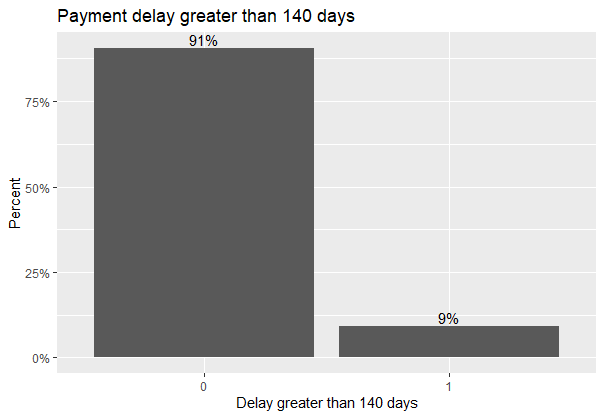 Payment delay greater than 140 days
91%
75%
50%
25%
0%
9%
Percent
0
1
Delay greater than 140 days